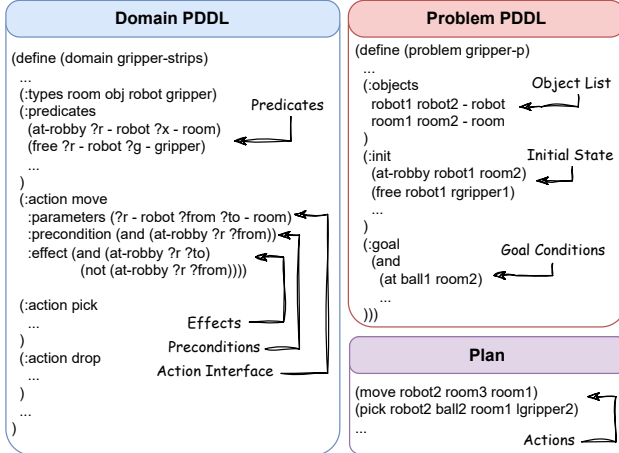 Domain PDDL
(define (domain gripper-strips)
...
(:types room obj robot gripper)
(:predicates
Predicates
(at-robby ?r - robot ?x - room)
(free ?r - robot ?g - gripper)
...
)
(:action move
:parameters (?r - robot ?from ?to - room)
:precondition (and (at-robby ?r ?from))
:effect (and (at-robby ?r ?to)
(not (at-robby ?r ?from))))
(:action pick
...
Effects
)
Preconditions
(:action drop
Action Interface
...
)
...
)
Problem PDDL
(define (problem gripper-p)
...
(:objects
Object List
robot1 robot2 - robot
room1 room2 - room
)
(:init
Initial State
(at-robby robot1 room2)
(free robot1 rgripper1)
...
)
(:goal
Goal Conditions
(and
(at ball1 room2)
...
)))
Plan
(move robot2 room3 room1)
(pick robot2 ball2 room1 lgripper2)
...
Actions